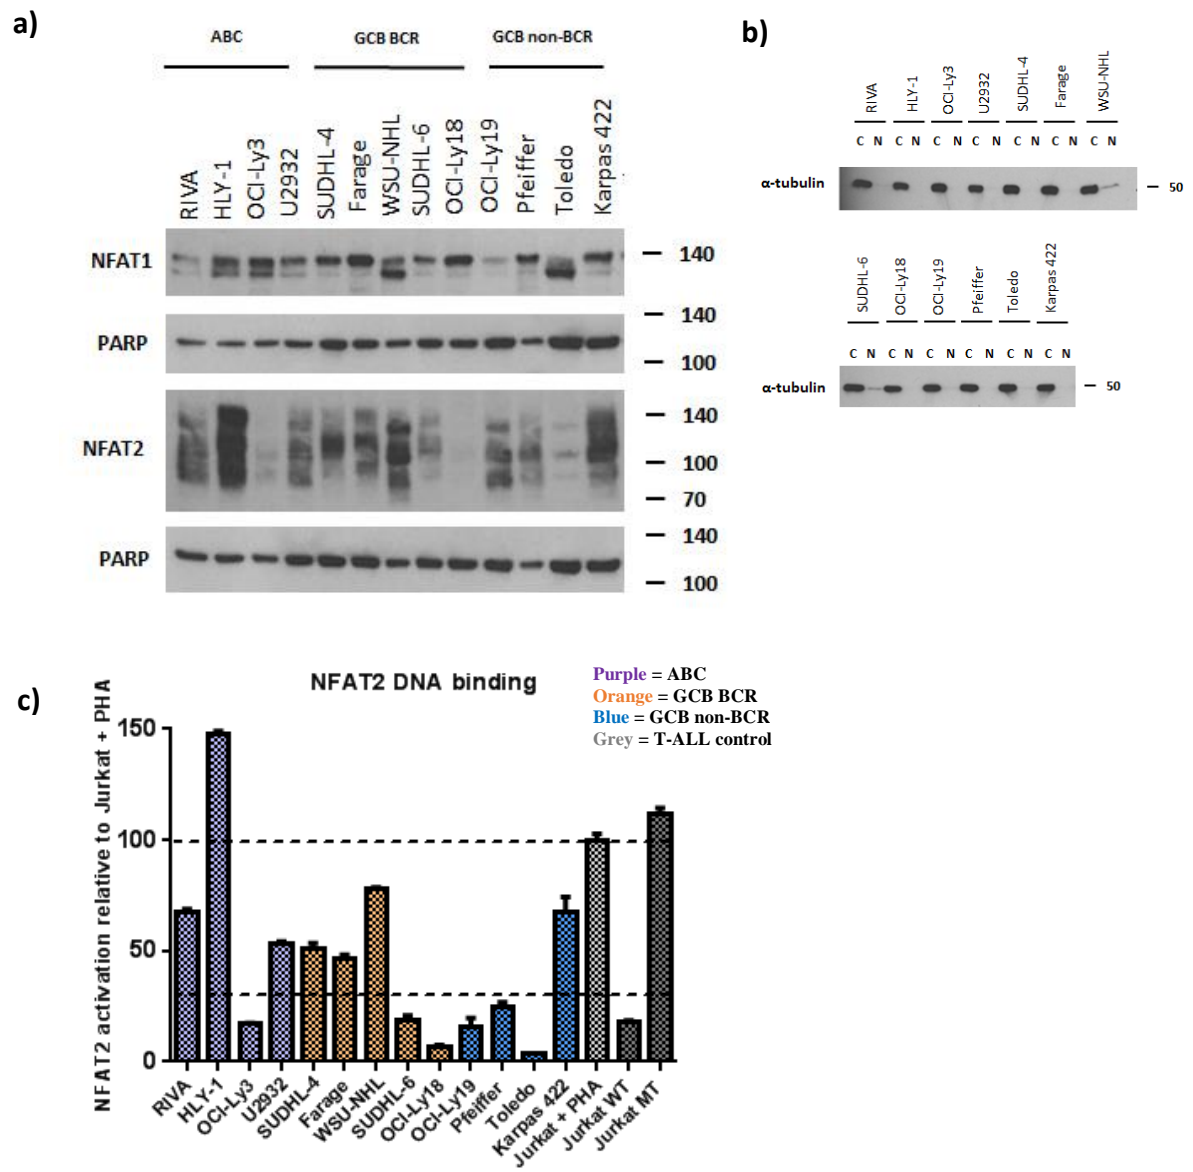 a)
ABC
GCB BCR
GCB non-BCR
RIVA
HLY-1
OCI-Ly3
U2932
SUDHL-4
Farage
WSU-NHL
SUDHL-6
OCI-Ly18
OCI-Ly19
Pfeiffer
Toledo
Karpas 422
NFAT1
140
PARP
140
100
NFAT2
140
100
70
PARP
140
100
b)
RIVA
HLY-1
OCI-Ly3
U2932
SUDHL-4
Farage
WSU-NHL
C N C N C N C N C N C N C N
α-tubulin
50
SUDHL-6
OCI-Ly18
OCI-Ly19
Pfeiffer
Toledo
Karpas 422
C N C N C N C N C N C N
α-tubulin
50
c)
NFAT2 DNA binding
Purple = ABC
Orange = GCB BCR
Blue = GCB non-BCR
Grey = T-ALL control
NFAT2 activation relative to Jurkat + PHA
150
100
50
0
RIVA
HLY-1
OCI-Ly3
U2932
SUDHL-4
Farage
WSU-NHL
SUDHL-6
OCI-Ly18
OCI-Ly19
Pfeiffer
Toledo
Karpas 422
Jurkat + PHA
Jurkat WT
Jurkat MT